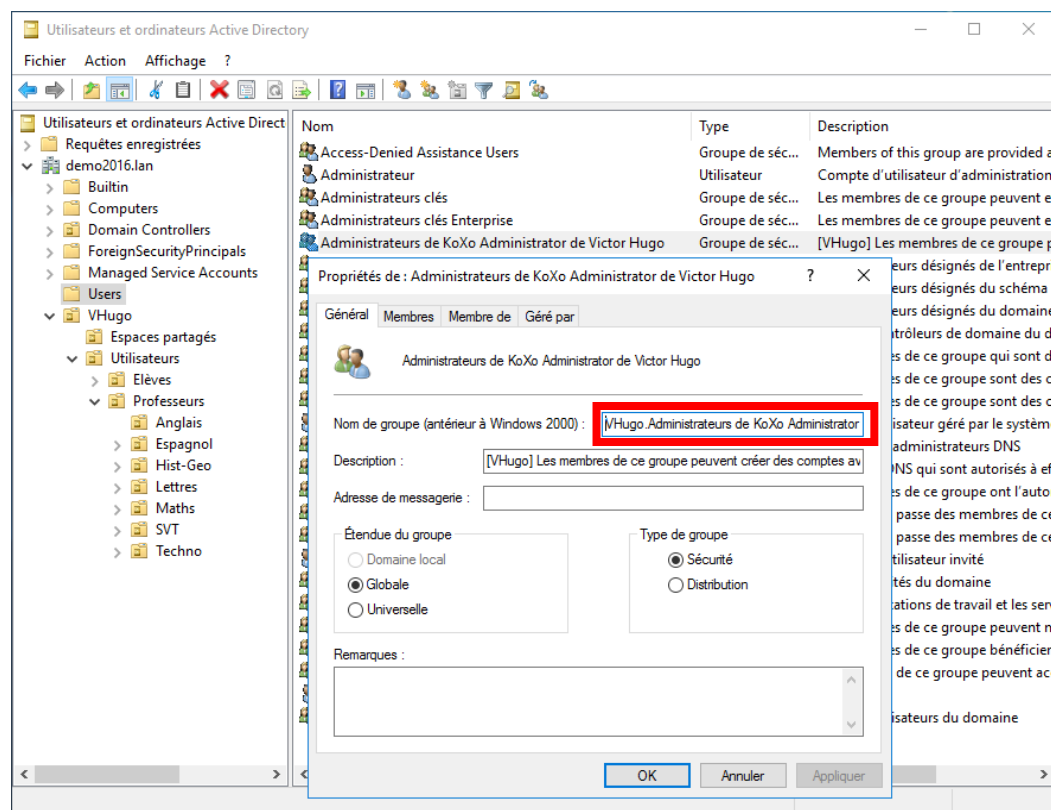 Utilisateurs et ordinateurs Active Directory
Fichier Action Affichage ?
Utilisateurs et ordinateurs Active Direct
Requêtes enregistrées
demo2016.lan
Builtin
Computers
Domain Controllers
ForeignSecurityPrincipals
Managed Service Accounts
Users
VHugo
Espaces partagés
Utilisateurs
Elèves
Professeurs
Anglais
Espagnol
Hist-Geo
Lettres
Maths
SVT
Techno
Nom Type Description
Access-Denied Assistance Users Groupe de séc... Members of this group are provided a
Administrateur Utilisateur Compte d'utilisateur d'administration
Administrateurs clés Groupe de séc... Les membres de ce groupe peuvent e
Administrateurs clés Enterprise Groupe de séc... Les membres de ce groupe peuvent e
Administrateurs de KoXo Administrator de Victor Hugo Groupe de séc... [VHugo] Les membres de ce groupe p
eurs désignés de l'entrepri
eurs désignés du schéma
eurs désignés du domaine
ntrôleurs de domaine du d
es de ce groupe qui sont d
es de ce groupe sont des c
es de ce groupe sont des c
isateur géré par le système
administrateurs DNS
DNS qui sont autorisés à ef
es de ce groupe ont l'auto
passe des membres de ce
passe des membres de ce
tilisateur invité
tés du domaine
tations de travail et les serv
es de ce groupe peuvent n
es de ce groupe bénéficier
de ce groupe peuvent ac
isateurs du domaine
Propriétés de : Administrateurs de KoXo Administrator de Victor Hugo ?
Général Membres Membre de Géré par
Administrateurs de KoXo Administrator de Victor Hugo
Nom de groupe (antérieur à Windows 2000) : VHugo.Administrateurs de KoXo Administrator
Description : [VHugo] Les membres de ce groupe peuvent créer des comptes av
Adresse de messagerie :
Étendue du groupe
Domaine local
Globale
Universelle
Type de groupe
Sécurité
Distribution
Remarques :
OK Annuler Appliquer